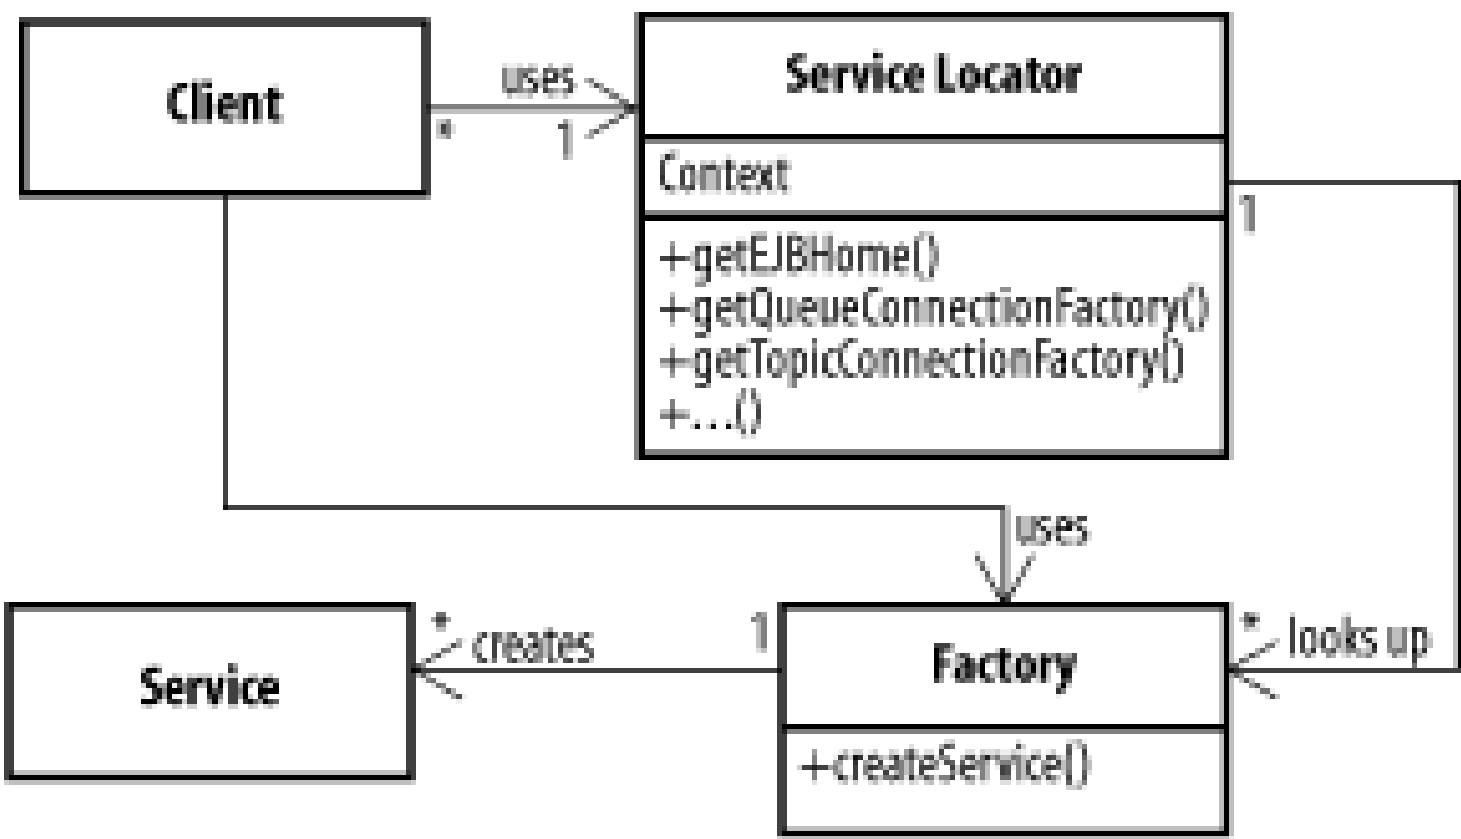 Client
uses
*
1
Service Locator
Context
+getEJBHome()
+getQueueConnectionFactory()
+getTopicConnectionFactory()
+...()
1
uses
Service
*
creates
1
Factory
+createService()
*
looks up